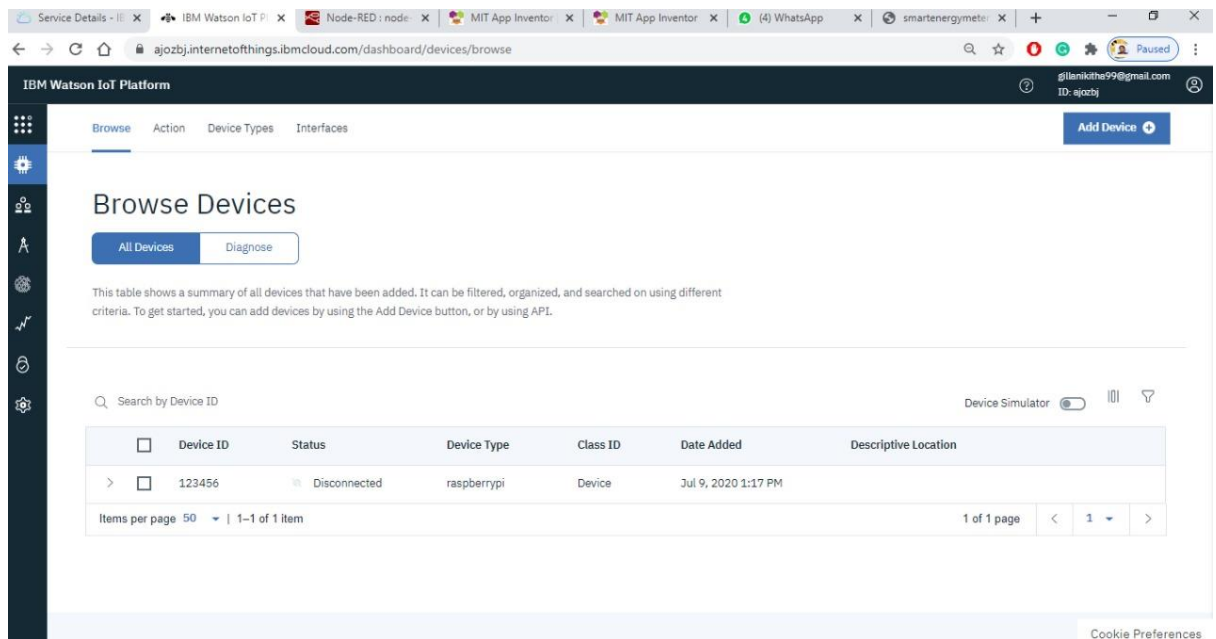 Service Details - IE
IBM Watson IoT Pl
Node-RED : node-
MIT App Inventor
MIT App Inventor
(4) WhatsApp
smartenergymeter
ajozbj.internetofthings.ibmcloud.com/dashboard/devices/browse
Paused
IBM Watson IoT Platform
gillanikitha99@gmail.com
ID: ajozbj
Browse Action Device Types Interfaces
Add Device
Browse Devices
All Devices Diagnose
This table shows a summary of all devices that have been added. It can be filtered, organized, and searched on using different
criteria. To get started, you can add devices by using the Add Device button, or by using API.
Search by Device ID
Device Simulator
Device ID Status Device Type Class ID Date Added Descriptive Location
123456 Disconnected raspberrypi Device Jul 9, 2020 1:17 PM
Items per page 50 | 1–1 of 1 item 1 of 1 page 1
Cookie Preferences